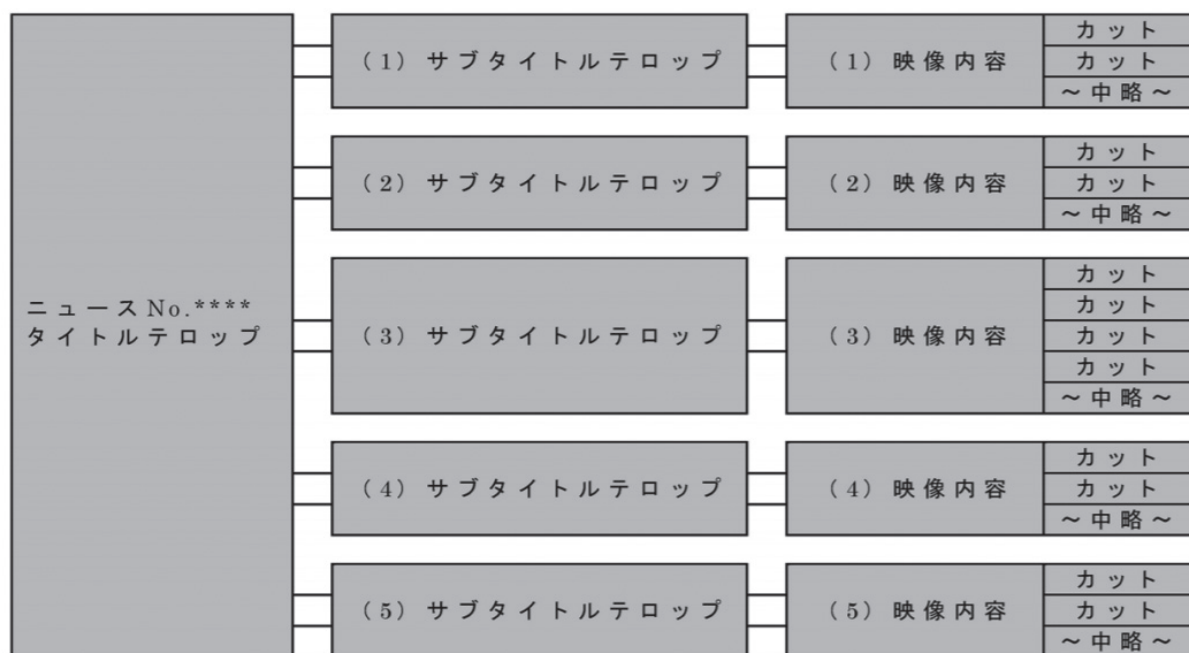 ニュースNo.****
タイトルテロップ
(1) サブタイトルテロップ
(1) 映像内容
カット
カット
～中略～
(2) サブタイトルテロップ
(2) 映像内容
カット
カット
～中略～
(3) サブタイトルテロップ
(3) 映像内容
カット
カット
カット
カット
～中略～
(4) サブタイトルテロップ
(4) 映像内容
カット
カット
～中略～
(5) サブタイトルテロップ
(5) 映像内容
カット
カット
～中略～